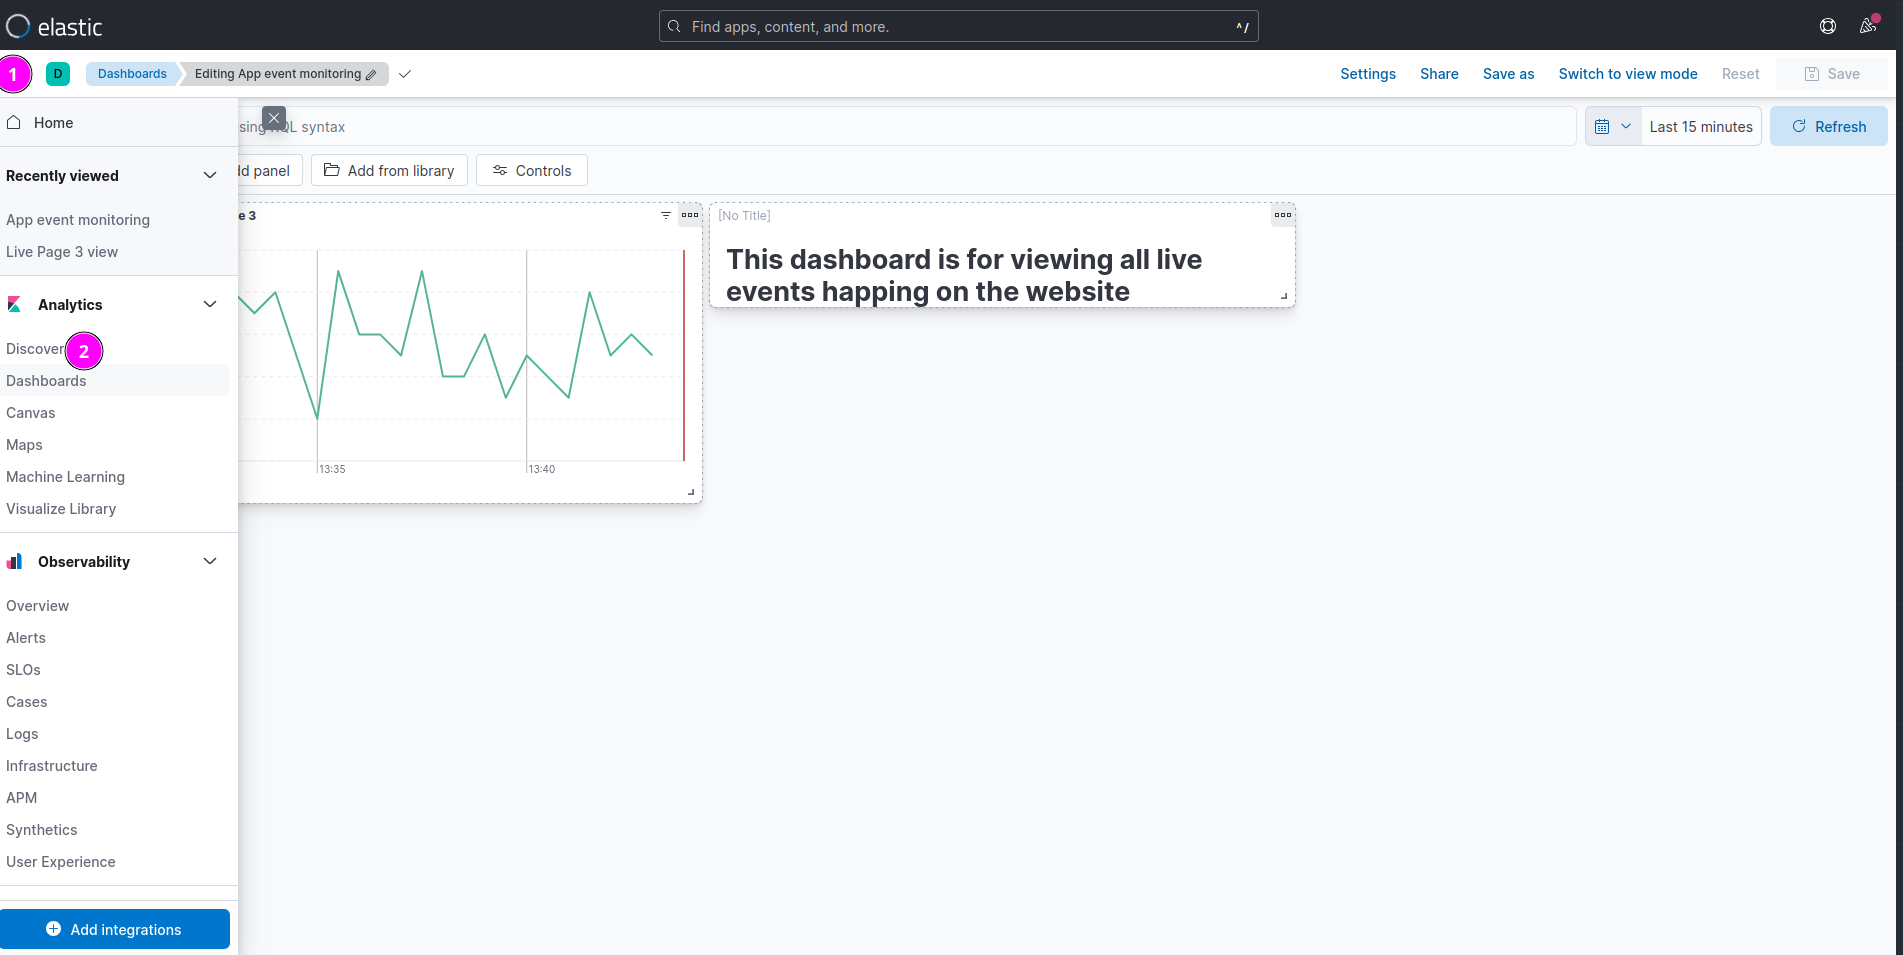 elastic
Find apps, content, and more.
^/
1
D
Dashboards
Editing App event monitoring
Settings
Share
Save as
Switch to view mode
Reset
Save
Home
sing KQL syntax
Last 15 minutes
Refresh
Recently viewed
dd panel
Add from library
Controls
App event monitoring
Live Page 3 view
e 3
[No Title]
This dashboard is for viewing all live
events happing on the website
Analytics
Discover
2
Dashboards
Canvas
Maps
Machine Learning
Visualize Library
13:35
13:40
Observability
Overview
Alerts
SLOs
Cases
Logs
Infrastructure
APM
Synthetics
User Experience
Add integrations